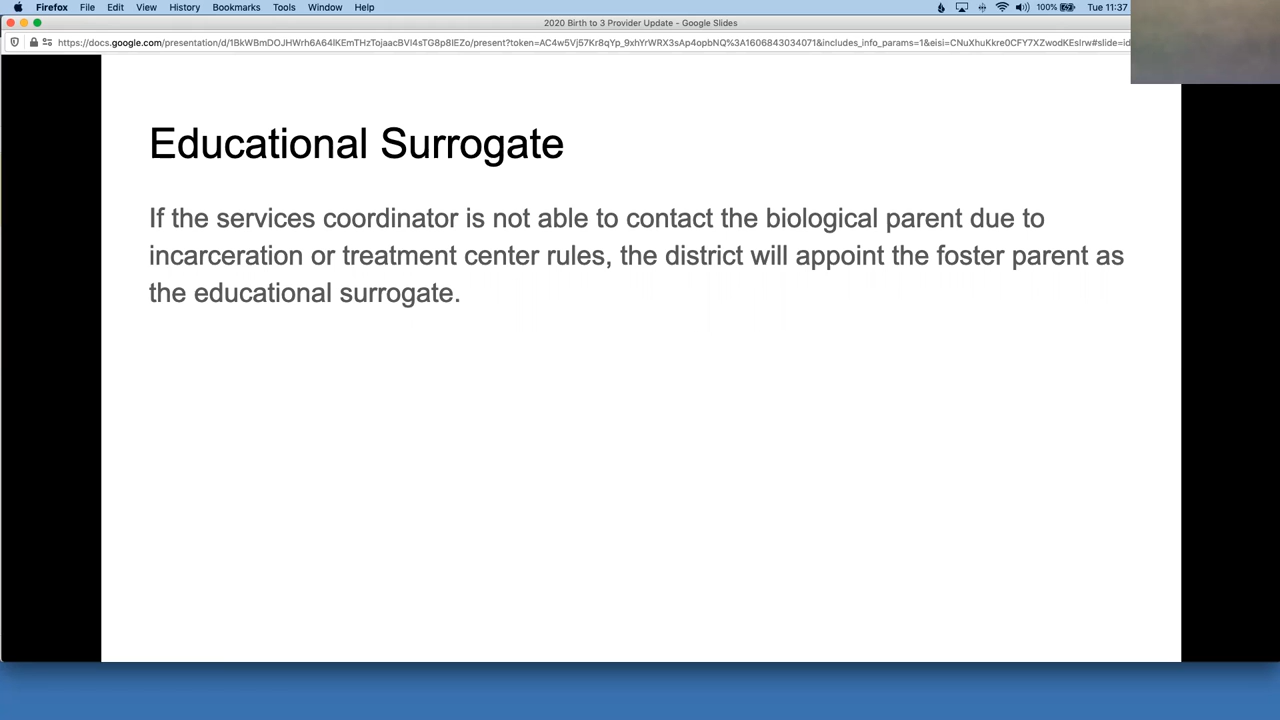 Firefox File Edit View History Bookmarks Tools Window Help 100% Tue 11:37
2020 Birth to 3 Provider Update - Google Slides
Educational Surrogate
If the services coordinator is not able to contact the biological parent due to
incarceration or treatment center rules, the district will appoint the foster parent as
the educational surrogate.